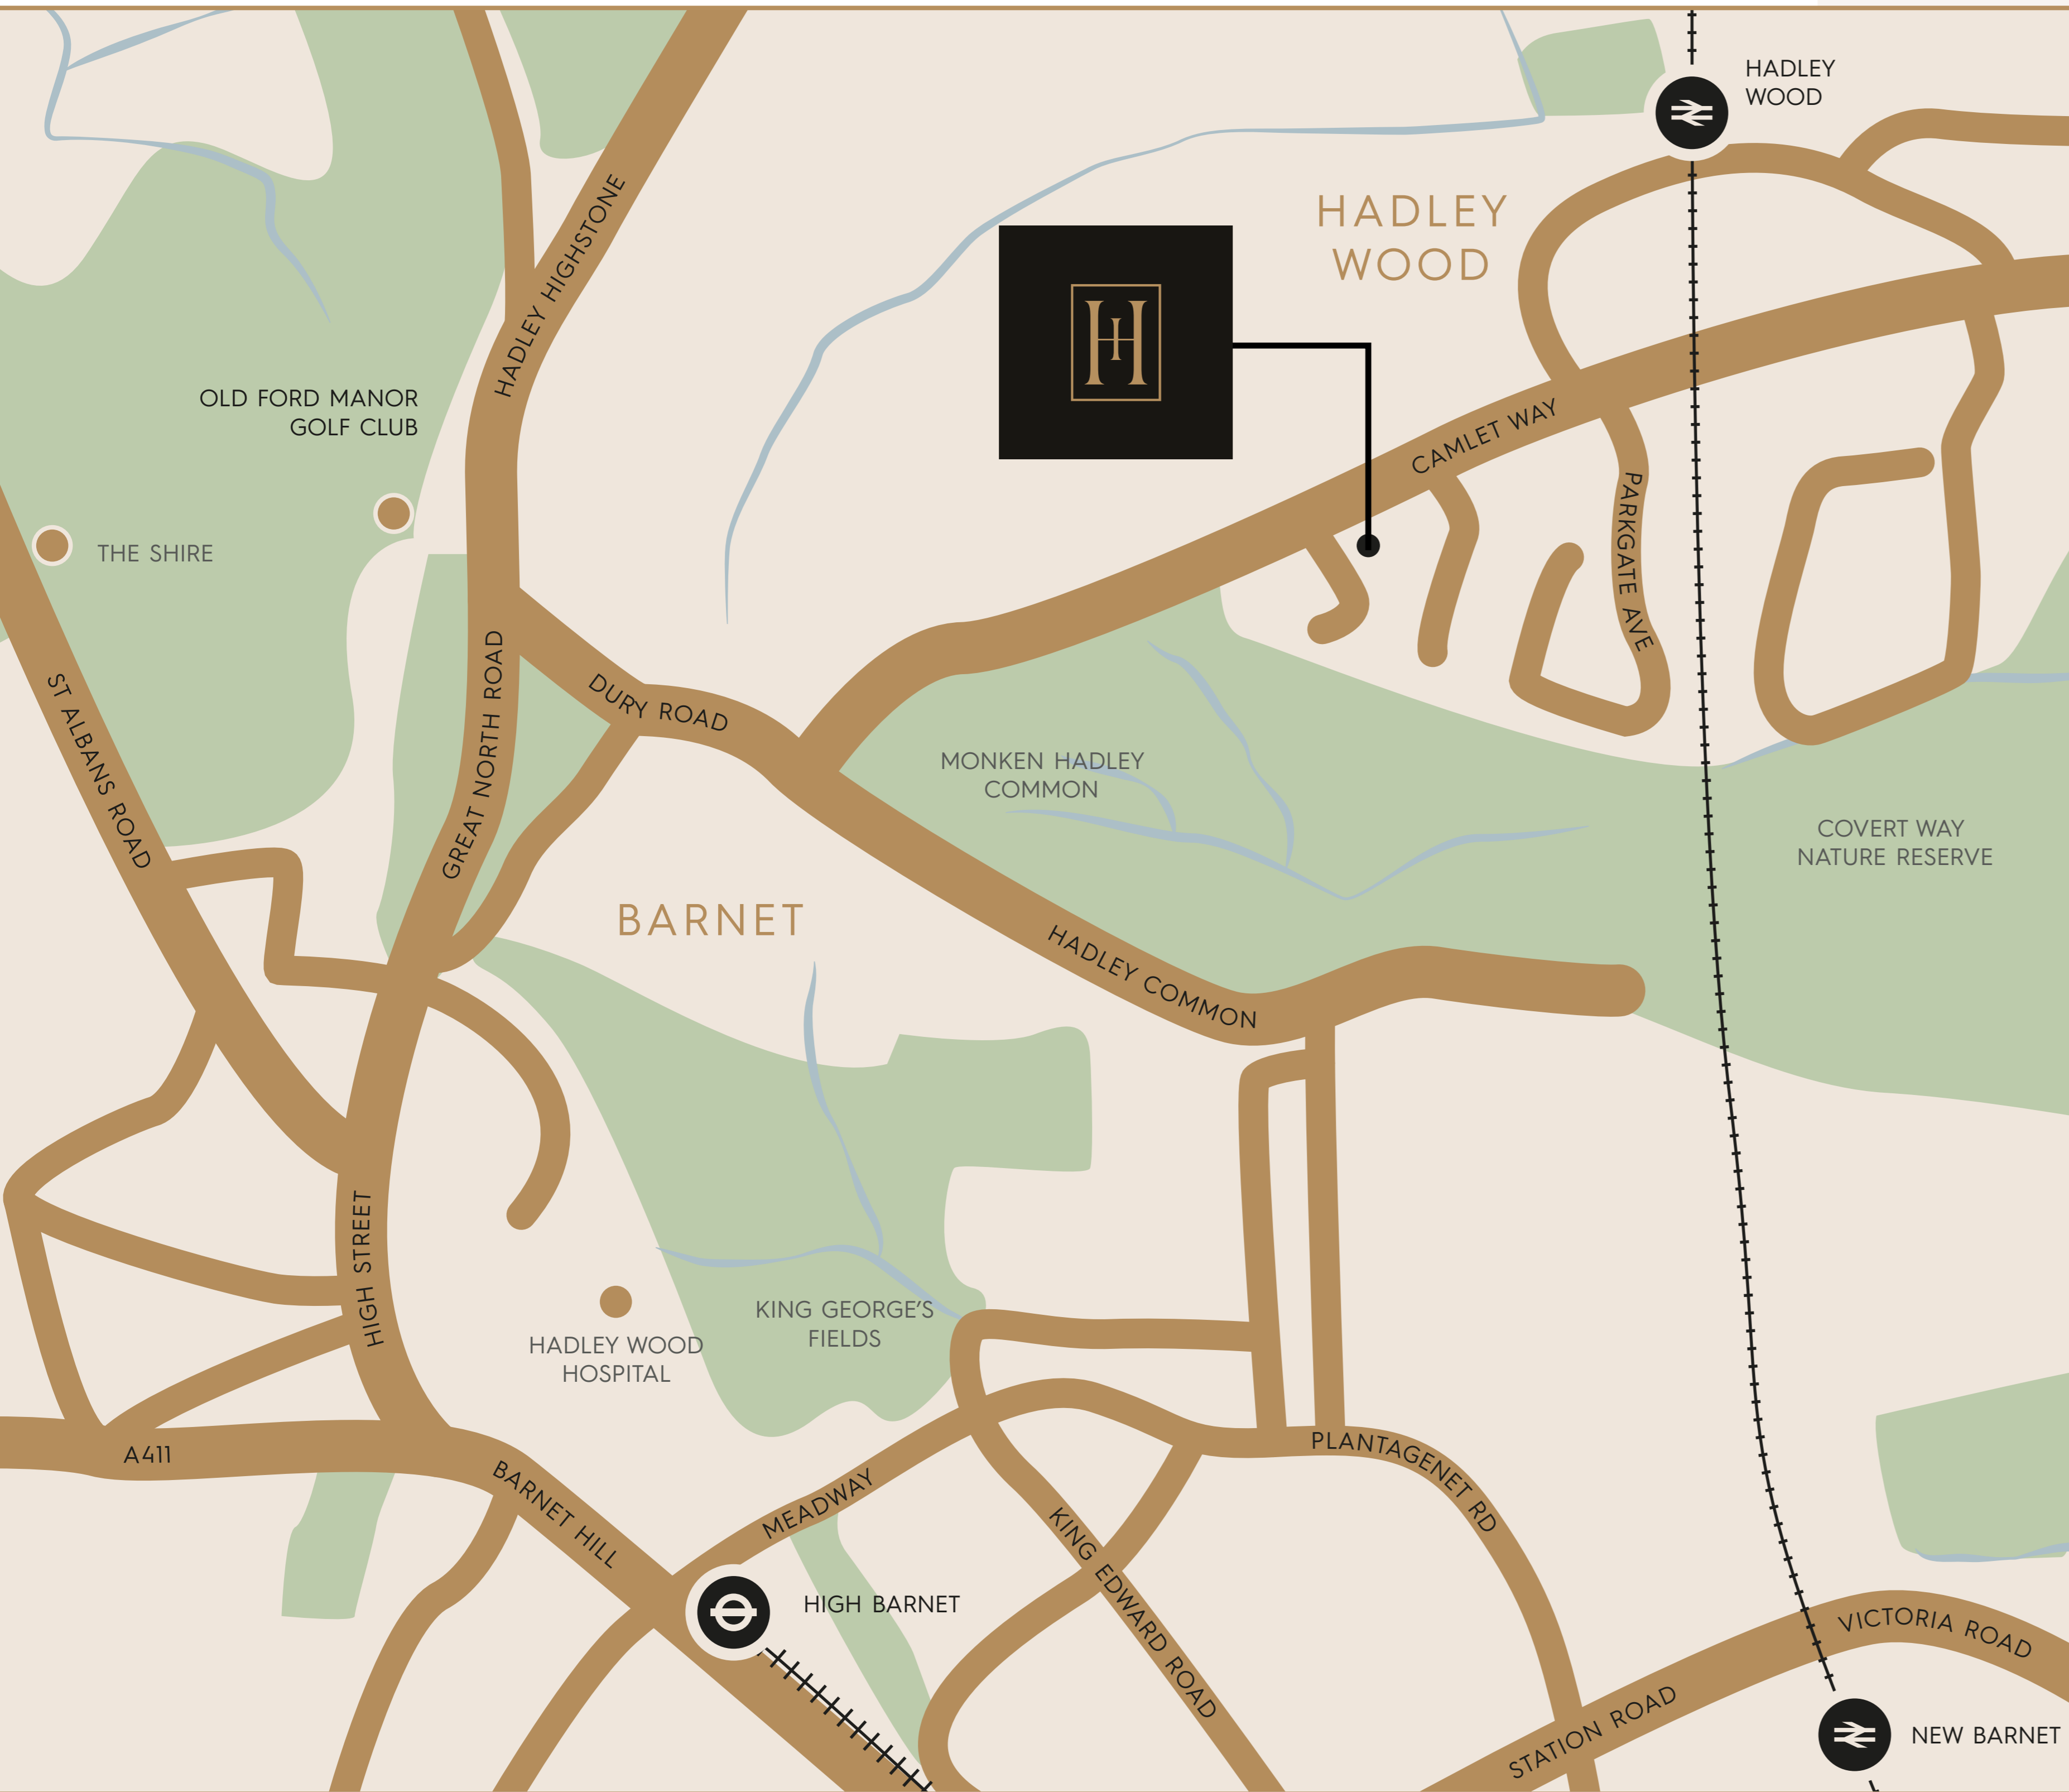 HADLEY
WOOD
HADLEY
WOOD
HADLEY HIGHSTONE
H
OLD FORD MANOR
GOLF CLUB
CAMLET WAY
PARKGATE AVE
THE SHIRE
ST ALBANS ROAD
GREAT NORTH ROAD
DURY ROAD
MONKEN HADLEY
COMMON
COVERT WAY
NATURE RESERVE
BARNET
HADLEY COMMON
HIGH STREET
HADLEY WOOD
HOSPITAL
KING GEORGE'S
FIELDS
A411
BARNET HILL
MEADWAY
PLANTAGENET RD
KING EDWARD ROAD
HIGH BARNET
VICTORIA ROAD
STATION ROAD
NEW BARNET